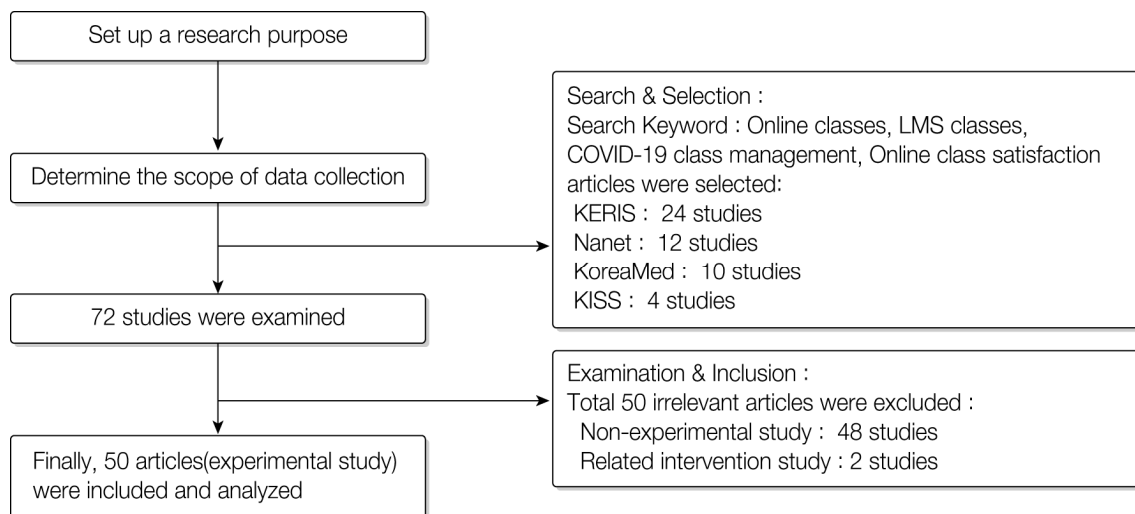 Set up a research purpose
Search & Selection :
Search Keyword : Online classes, LMS classes,
COVID-19 class management, Online class satisfaction
articles were selected:
KERIS : 24 studies
Nanet : 12 studies
KoreaMed : 10 studies
KISS : 4 studies
Determine the scope of data collection
72 studies were examined
Examination & Inclusion :
Total 50 irrelevant articles were excluded :
Non-experimental study : 48 studies
Related intervention study : 2 studies
Finally, 50 articles(experimental study)
were included and analyzed